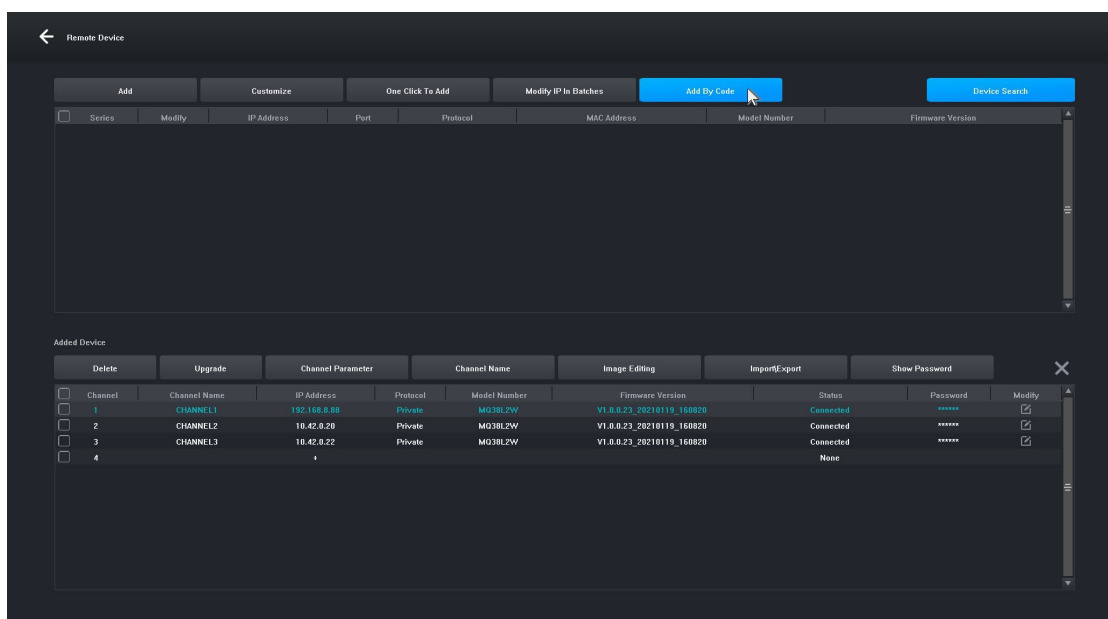 Remote Device
Add Customize One Click To Add Modify IP In Batches Add By Code Device Search
Series Modify IP Address Port Protocol MAC Address Model Number Firmware Version
Added Device
Delete Upgrade Channel Parameter Channel Name Image Editing Import\Export Show Password
Channel Channel Name IP Address Protocol Model Number Firmware Version Status Password Modify
1 CHANNEL1 192.168.8.88 Private MQ38L2W V1.0.0.23_20210119_160820 Connected ******
2 CHANNEL2 10.42.0.20 Private MQ38L2W V1.0.0.23_20210119_160820 Connected ******
3 CHANNEL3 10.42.0.22 Private MQ38L2W V1.0.0.23_20210119_160820 Connected ******
4 + None